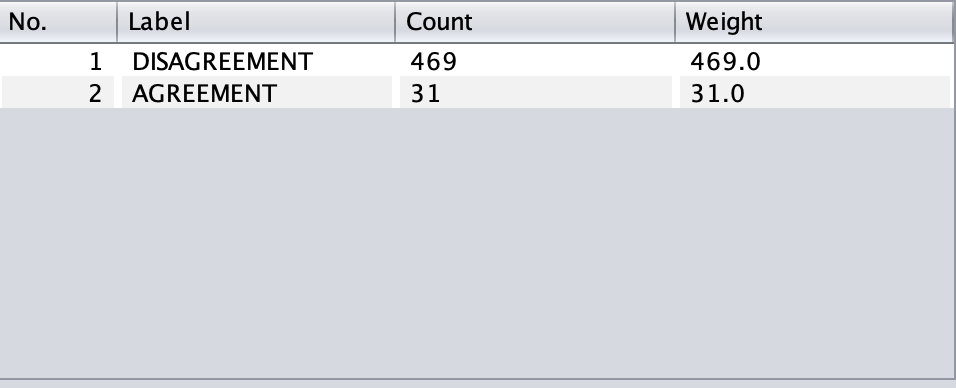 No. Label Count Weight
1 DISAGREEMENT 469 469.0
2 AGREEMENT 31 31.0